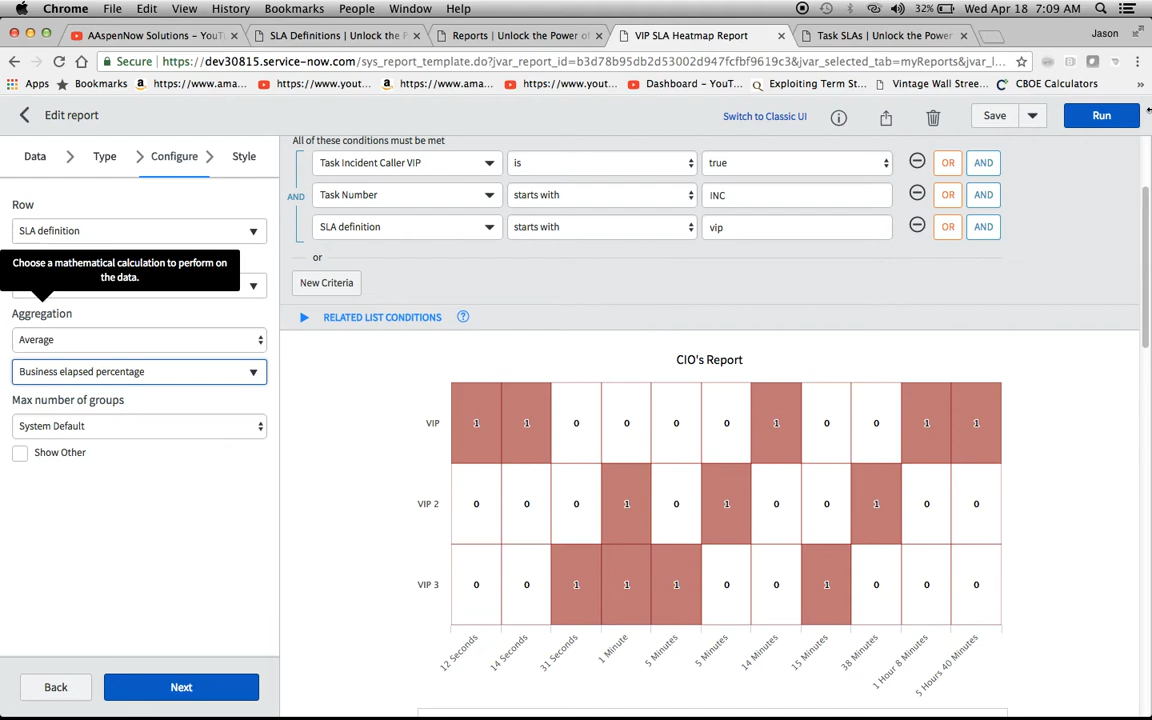 Chrome File Edit View History Bookmarks People Window Help 32% Wed Apr 18 7:09 AM
AAspenNow Solutions – YouTu SLA Definitions | Unlock the P Reports | Unlock the Power of VIP SLA Heatmap Report Task SLAs | Unlock the Power Jason
Secure https://dev30815.service-now.com/sys_report_template.do?jvar_report_id=b3d78b95db2d53002d947fcfbf9619c3&jvar_selected_tab=myReports&jvar_l...
Apps Bookmarks https://www.ama... https://www.yout... https://www.ama... https://www.yout... Dashboard – YouT... Exploiting Term St... Vintage Wall Stree... CBOE Calculators »
Edit report Switch to Classic UI Save Run
Data Type Configure Style
All of these conditions must be met
Task Incident Caller VIP is true OR AND
AND Task Number starts with INC OR AND
SLA definition starts with vip OR AND
or
New Criteria
RELATED LIST CONDITIONS ?
Row
SLA definition
Choose a mathematical calculation to perform on
the data.
Aggregation
Average
Business elapsed percentage
Max number of groups
System Default
Show Other
Back Next
CIO's Report
VIP 1 1 0 0 0 0 1 0 0 1 1
VIP 2 0 0 0 1 0 1 0 0 1 0 0
VIP 3 0 0 1 1 1 0 0 1 0 0 0
12 Seconds 14 Seconds 31 Seconds 1 Minute 5 Minutes 5 Minutes 14 Minutes 15 Minutes 38 Minutes 1 Hour 8 Minutes 5 Hours 40 Minutes